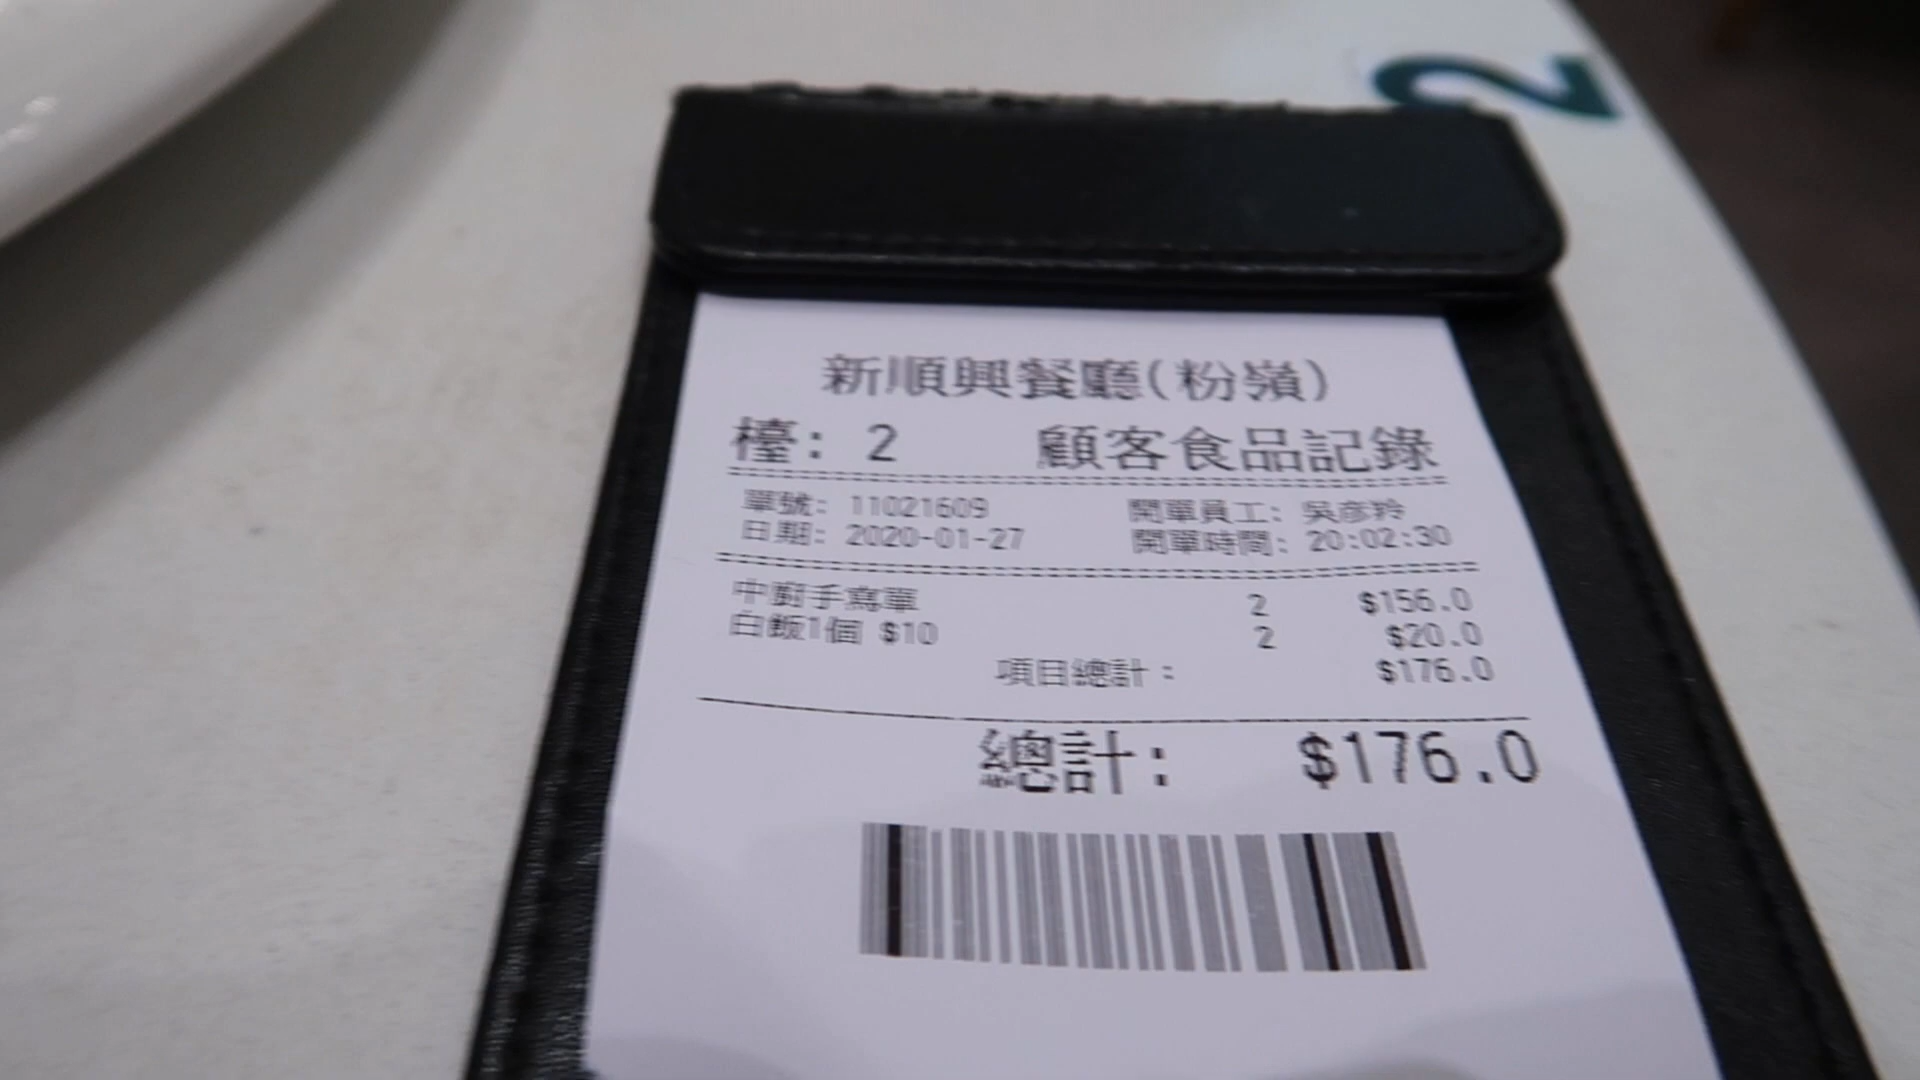 2
新順興餐廳(粉嶺)
檯: 2 顧客食品記錄
單號: 11021609 開單員工: 吳彥羚
日期: 2020-01-27 開單時間: 20:02:30
中廚手寫單 2 $156.0
白飯1個 $10 2 $20.0
項目總計: $176.0
總計: $176.0